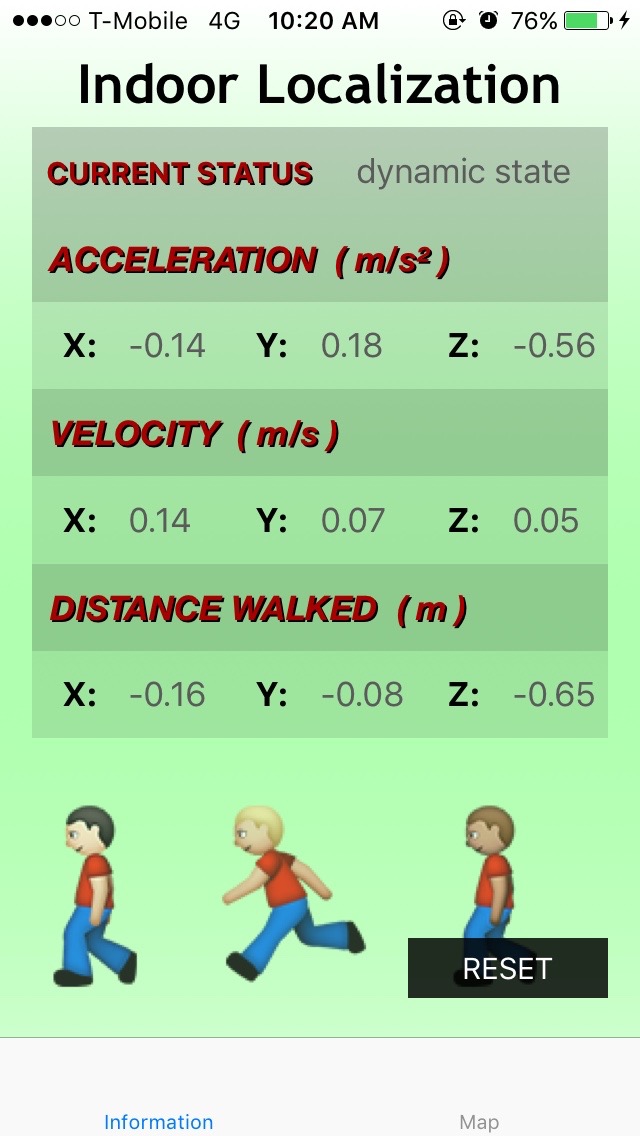 T-Mobile 4G 10:20 AM 76%
Indoor Localization
CURRENT STATUS dynamic state
ACCELERATION ( m/s² )
X: -0.14 Y: 0.18 Z: -0.56
VELOCITY ( m/s )
X: 0.14 Y: 0.07 Z: 0.05
DISTANCE WALKED ( m )
X: -0.16 Y: -0.08 Z: -0.65
RESET
Information Map